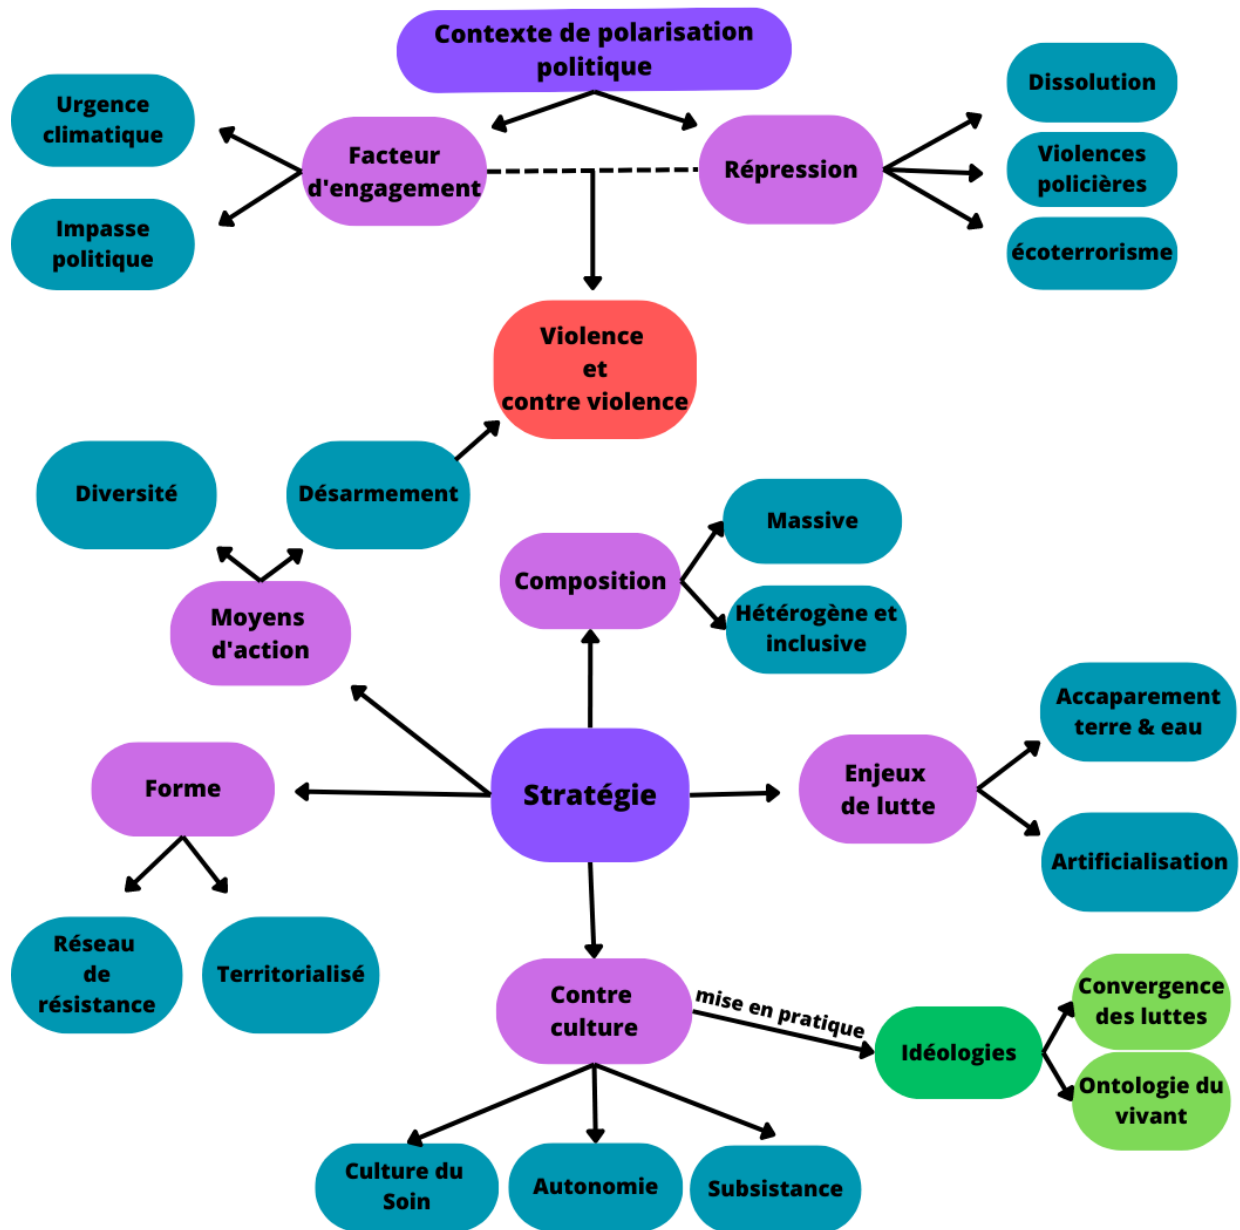 Contexte de polarisation
politique
Urgence
climatique
Facteur
d'engagement
Impasse
politique
Répression
Dissolution
Violences
policières
écoterrorisme
Violence
et
contre violence
Diversité
Désarmement
Moyens
d'action
Composition
Massive
Hétérogène et
inclusive
Forme
Stratégie
Enjeux
de lutte
Accaparement
terre & eau
Artificialisation
Réseau
de
résistance
Territorialisé
Contre
culture
mise en pratique
Idéologies
Convergence
des luttes
Ontologie du
vivant
Culture du
Soin
Autonomie
Subsistance